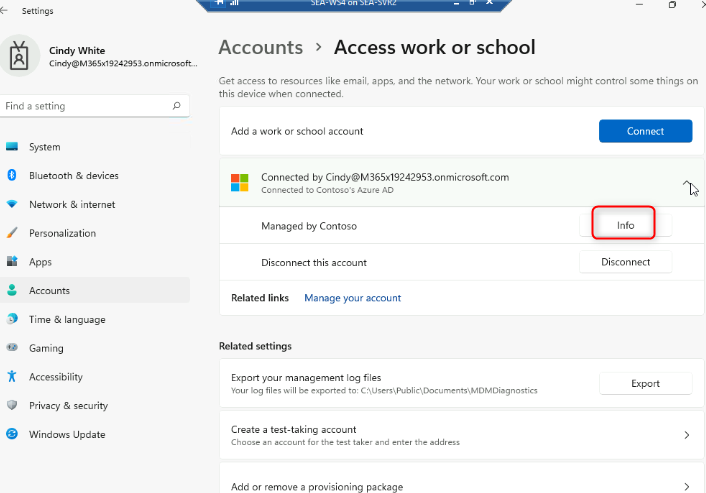 Settings
SEA-WS4 on SEA-SVR2
Cindy White
Cindy@M365x19242953.onmicrosoft...
Find a setting
System
Bluetooth & devices
Network & internet
Personalization
Apps
Accounts
Time & language
Gaming
Accessibility
Privacy & security
Windows Update
Accounts > Access work or school
Get access to resources like email, apps, and the network. Your work or school might control some things on
this device when connected.
Add a work or school account
Connect
Connected by Cindy@M365x19242953.onmicrosoft.com
Connected to Contoso's Azure AD
Managed by Contoso
Info
Disconnect this account
Disconnect
Related links Manage your account
Related settings
Export your management log files
Your log files will be exported to: C:\Users\Public\Documents\MDMDiagnostics
Export
Create a test-taking account
Choose an account for the test taker and enter the address
Add or remove a provisioning package